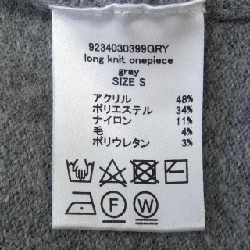 9234030399GRY
long knit onepiece
gray
SIZE S
アクリル 48%
ポリエステル 34%
ナイロン 11%
毛 4%
ポリウレタン 3%
P
W